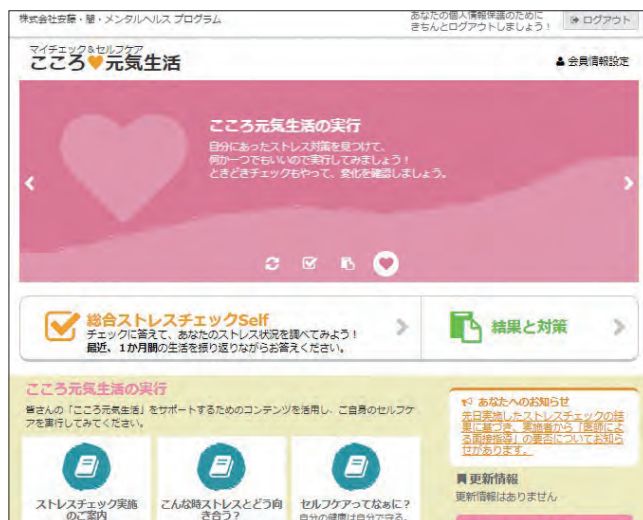 株式会社安藤・間・メンタルヘルス プログラム
あなたの個人情報保護のために
きちんとログアウトしましょう!
ログアウト
マイチェック&セルフケア
こころ♥元気生活
会員情報設定
こころ元気生活の実行
自分にあったストレス対策を見つけて、
何か一つでもいいので実行してみましょう!
ときどきチェックもやって、変化を確認しましょう。
総合ストレスチェックSelf
チェックに答えて、あなたのストレス状況を調べてみよう!
最近、1か月間の生活を振り返りながらお答えください。
結果と対策
こころ元気生活の実行
皆さんの「こころ元気生活」をサポートするためのコンテンツを活用し、ご自身のセルフケ
アを実行してみてください。
ストレスチェック実施
のご案内
こんな時ストレスとどう向
き合う?
セルフケアってなぁに?
自分の健康は自分で守る。
あなたへのお知らせ
先日実施したストレスチェックの結
果に基づき、実施者から「医師によ
る面接指導」の要否についてお知ら
せがあります。
更新情報
更新情報はありません